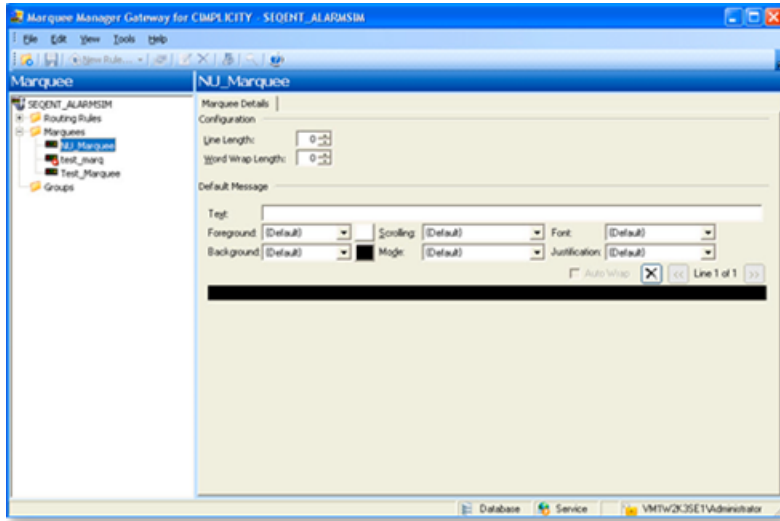 Marquee Manager Gateway for CIMPLICITY - SEQENT_ALARMSIM
File Edit View Tools Help
New Rule...
Marquee
NU_Marquee
SEQENT_ALARMSIM
Routing Rules
Marquees
NU_Marquee
test_marq
Test_Marquee
Groups
Marquee Details
Configuration
Line Length: 0
Word Wrap Length: 0
Default Message
Text:
Foreground: (Default) Scrolling: (Default) Font: (Default)
Background: (Default) Mode: (Default) Justification: (Default)
Auto Wrap X << Line 1 of 1 >>
Database Service VMTW2K3SE1\Administrator